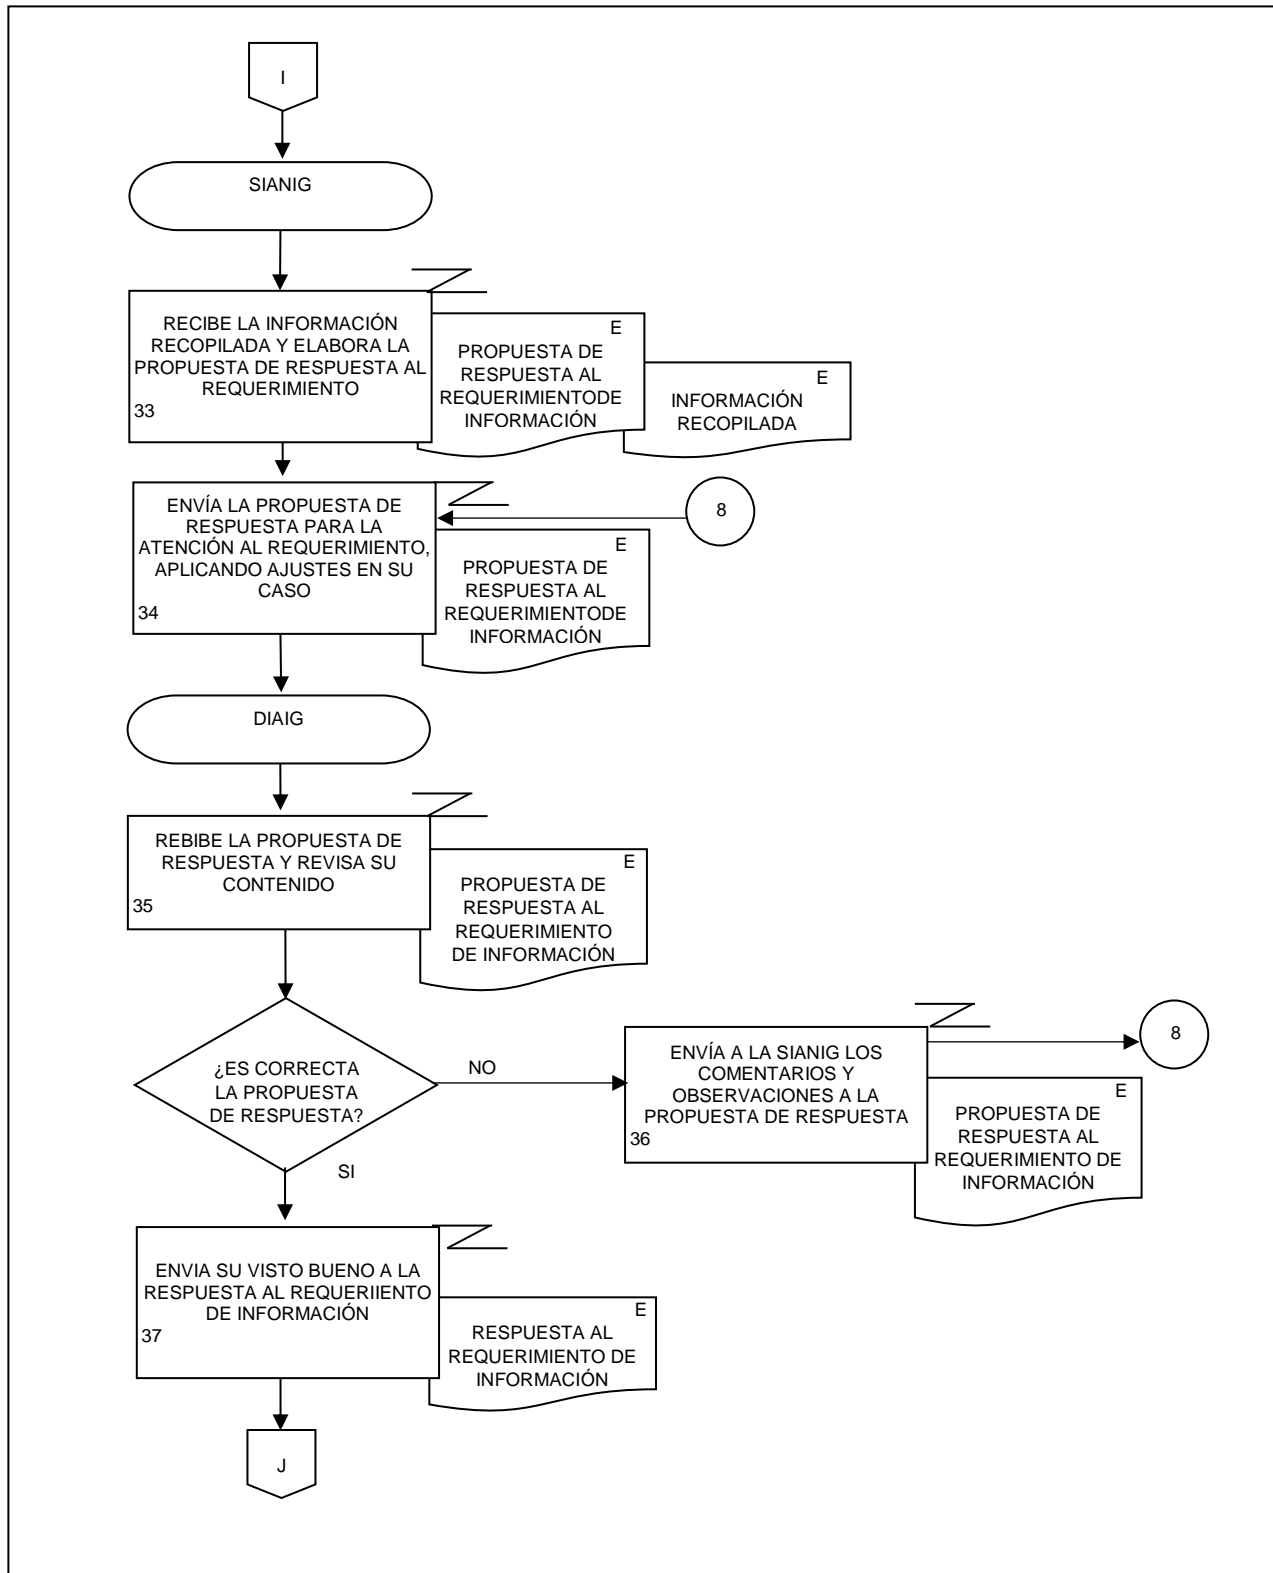 I
SIANIG
RECIBE LA INFORMACIÓN
RECOPILADA Y ELABORA LA
PROPUESTA DE RESPUESTA AL
REQUERIMIENTO
33
E
PROPUESTA DE
RESPUESTA AL
REQUERIMIENTODE
INFORMACIÓN
E
INFORMACIÓN
RECOPILADA
ENVÍA LA PROPUESTA DE
RESPUESTA PARA LA
ATENCIÓN AL REQUERIMIENTO,
APLICANDO AJUSTES EN SU
CASO
34
8
E
PROPUESTA DE
RESPUESTA AL
REQUERIMIENTODE
INFORMACIÓN
DIAIG
REBIBE LA PROPUESTA DE
RESPUESTA Y REVISA SU
CONTENIDO
35
E
PROPUESTA DE
RESPUESTA AL
REQUERIMIENTO
DE INFORMACIÓN
¿ES CORRECTA
LA PROPUESTA
DE RESPUESTA?
NO
ENVÍA A LA SIANIG LOS
COMENTARIOS Y
OBSERVACIONES A LA
PROPUESTA DE RESPUESTA
36
8
E
PROPUESTA DE
RESPUESTA AL
REQUERIMIENTO DE
INFORMACIÓN
SI
ENVIA SU VISTO BUENO A LA
RESPUESTA AL REQUERIIENTO
DE INFORMACIÓN
37
E
RESPUESTA AL
REQUERIMIENTO DE
INFORMACIÓN
J